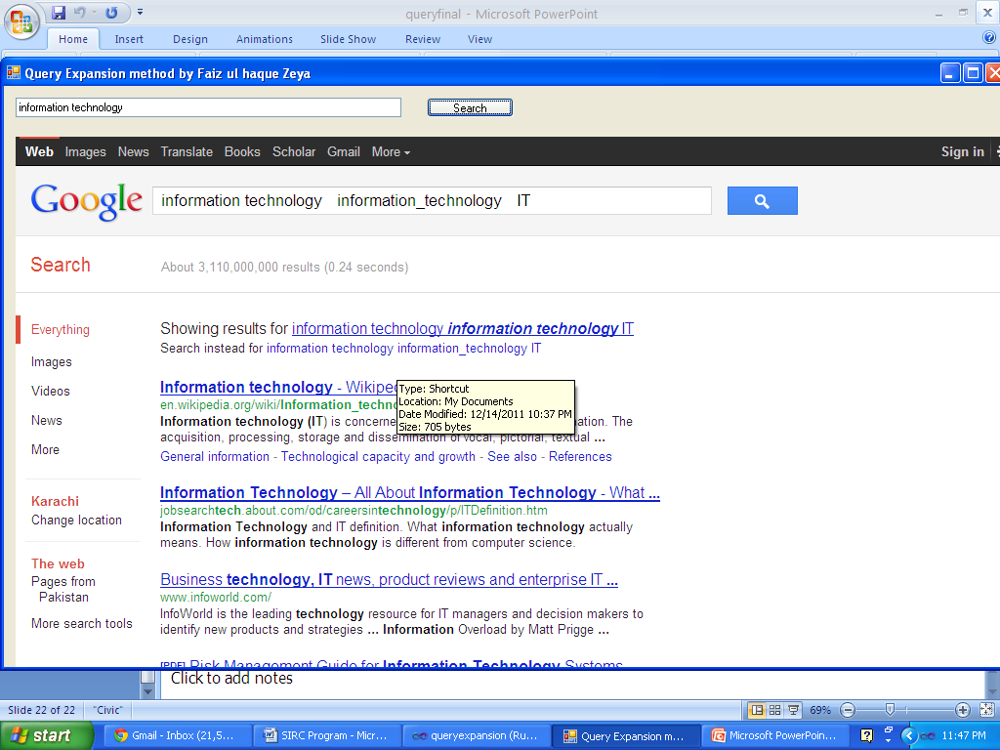 queryfinal - Microsoft PowerPoint
Home Insert Design Animations Slide Show Review View
Query Expansion method by Faiz ul haque Zeya
information technology Search
Web Images News Translate Books Scholar Gmail More Sign in
Google information technology information_technology IT
Search About 3,110,000,000 results (0.24 seconds)
Everything
Images
Videos
News
More
Karachi
Change location
The web
Pages from
Pakistan
More search tools
Showing results for information technology information technology IT
Search instead for information technology information_technology IT
Information technology - Wikipe
en.wikipedia.org/wiki/Information_techno
Information technology (IT) is concerne ation. The
acquisition, processing, storage and dissemination of vocal, pictorial, textual ...
General information - Technological capacity and growth - See also - References
Type: Shortcut
Location: My Documents
Date Modified: 12/14/2011 10:37 PM
Size: 705 bytes
Information Technology – All About Information Technology - What ...
jobsearchtech.about.com/od/careersintechnology/p/ITDefinition.htm
Information Technology and IT definition. What information technology actually
means. How information technology is different from computer science.
Business technology, IT news, product reviews and enterprise IT ...
www.infoworld.com/
InfoWorld is the leading technology resource for IT managers and decision makers to
identify new products and strategies ... Information Overload by Matt Prigge ...
[PDF] Risk Management Guide for Information Technology Systems
Click to add notes
Slide 22 of 22 "Civic" 69%
start Gmail - Inbox (21,5... SIRC Program - Micr... queryexpansion (Ru... Query Expansion m... Microsoft PowerPoin... 11:47 PM